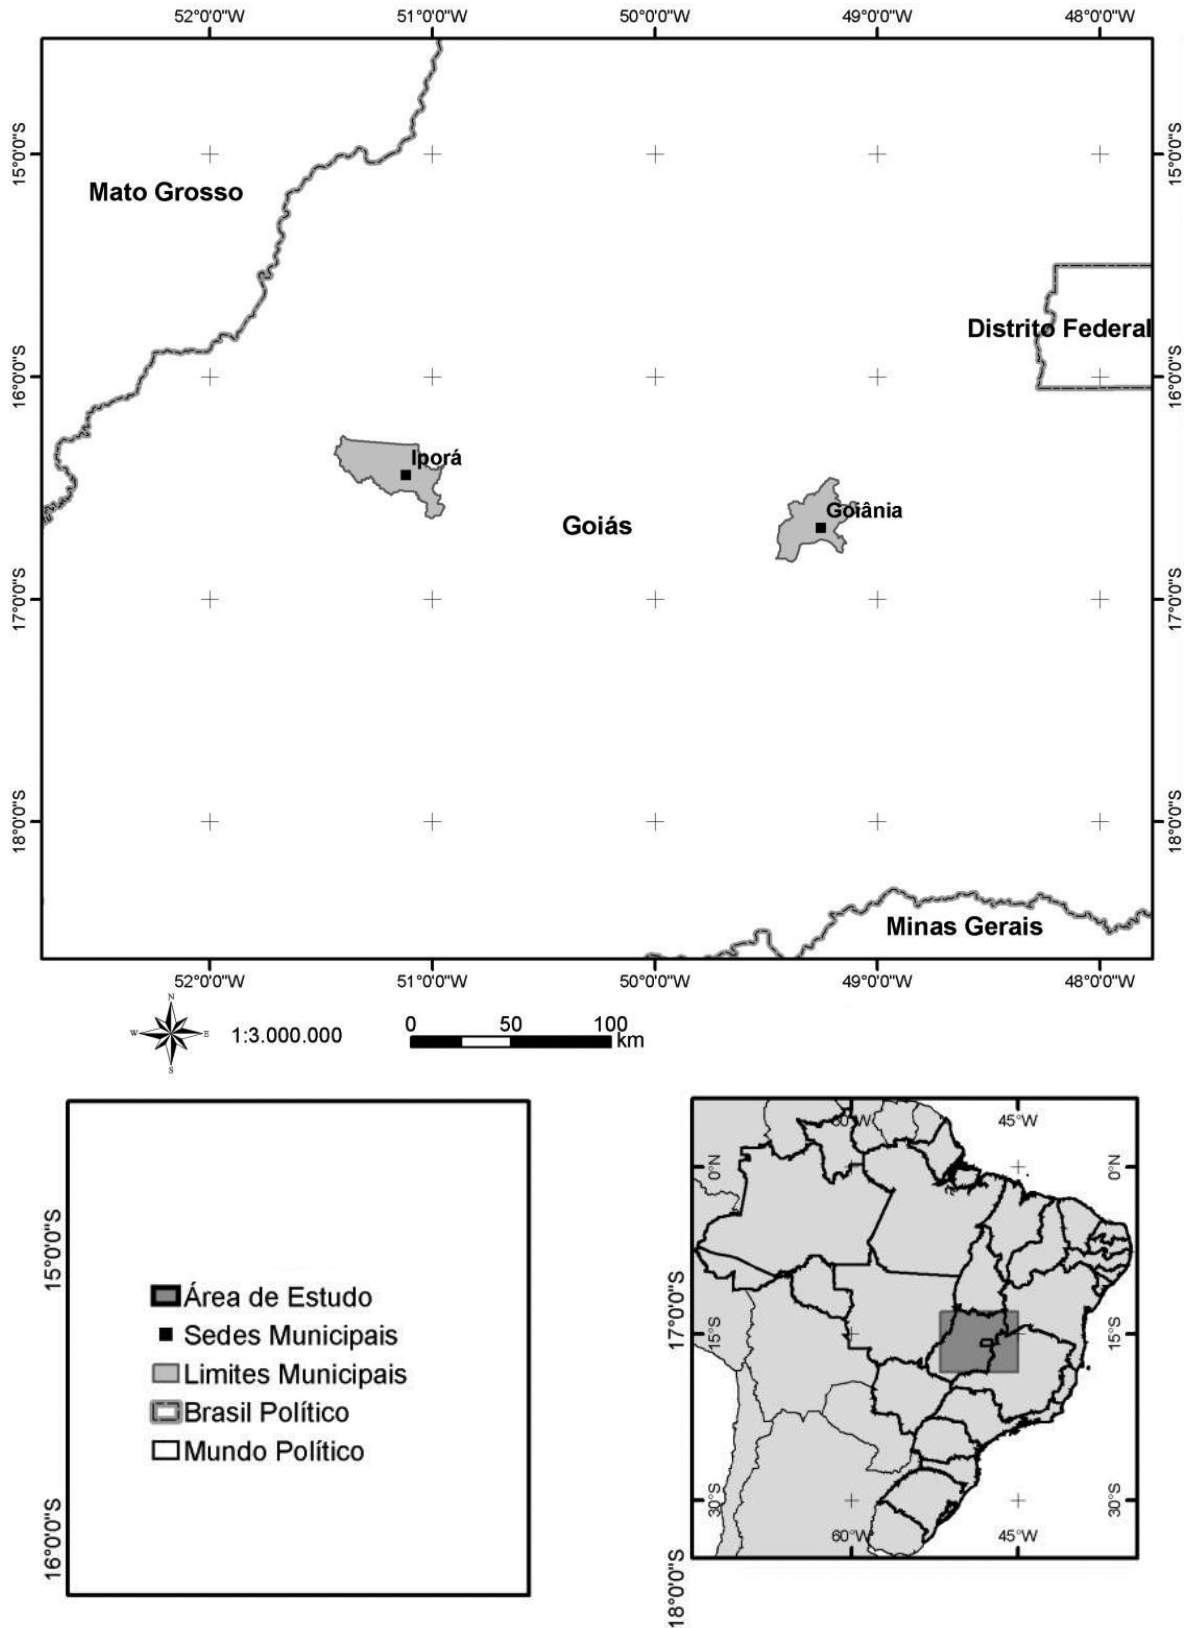 52°0'0"W 51°0'0"W 50°0'0"W 49°0'0"W 48°0'0"W
15°0'0"S 15°0'0"S
Mato Grosso
Distrito Federal
16°0'0"S 16°0'0"S
Iporá
Goiânia
Goiás
17°0'0"S 17°0'0"S
18°0'0"S 18°0'0"S
Minas Gerais
52°0'0"W 51°0'0"W 50°0'0"W 49°0'0"W 48°0'0"W
N
W E
S
1:3.000.000
0 50 100
km
15°0'0"S
16°0'0"S
Área de Estudo
Sedes Municipais
Limites Municipais
Brasil Político
Mundo Político
60°W 45°W
0°N 0°N
17°0'0"S
15°S 15°S
30°S 30°S
60°W 45°W
18°0'0"S